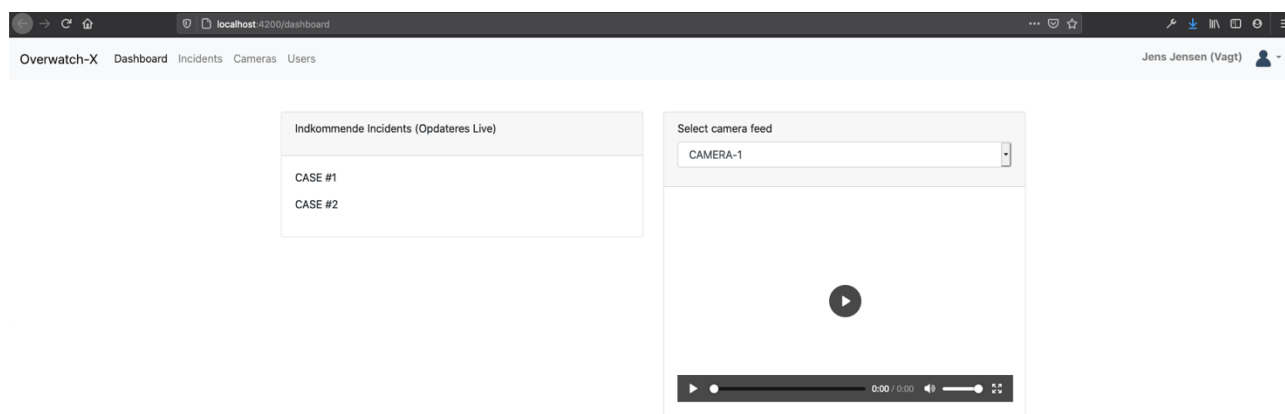 localhost:4200/dashboard
Overwatch-X Dashboard Incidents Cameras Users Jens Jensen (Vagt)
Indkommende Incidents (Opdateres Live)
CASE #1
CASE #2
Select camera feed
CAMERA-1
0:00 / 0:00